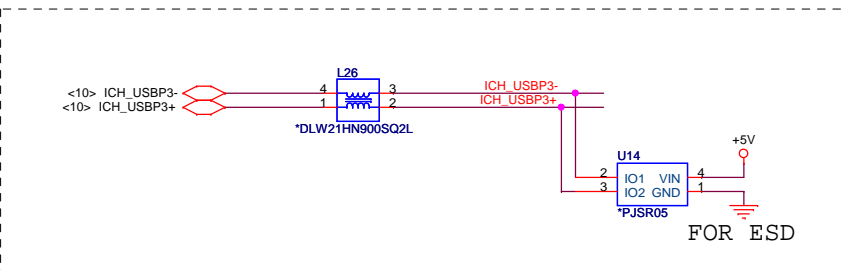 L26
<10> ICH_USBP3- 4 3 ICH_USBP3-
<10> ICH_USBP3+ 1 2 ICH_USBP3+
*DLW21HN900SQ2L
+5V
U14
2 IO1 VIN 4
3 IO2 GND 1
*PJSR05
FOR ESD